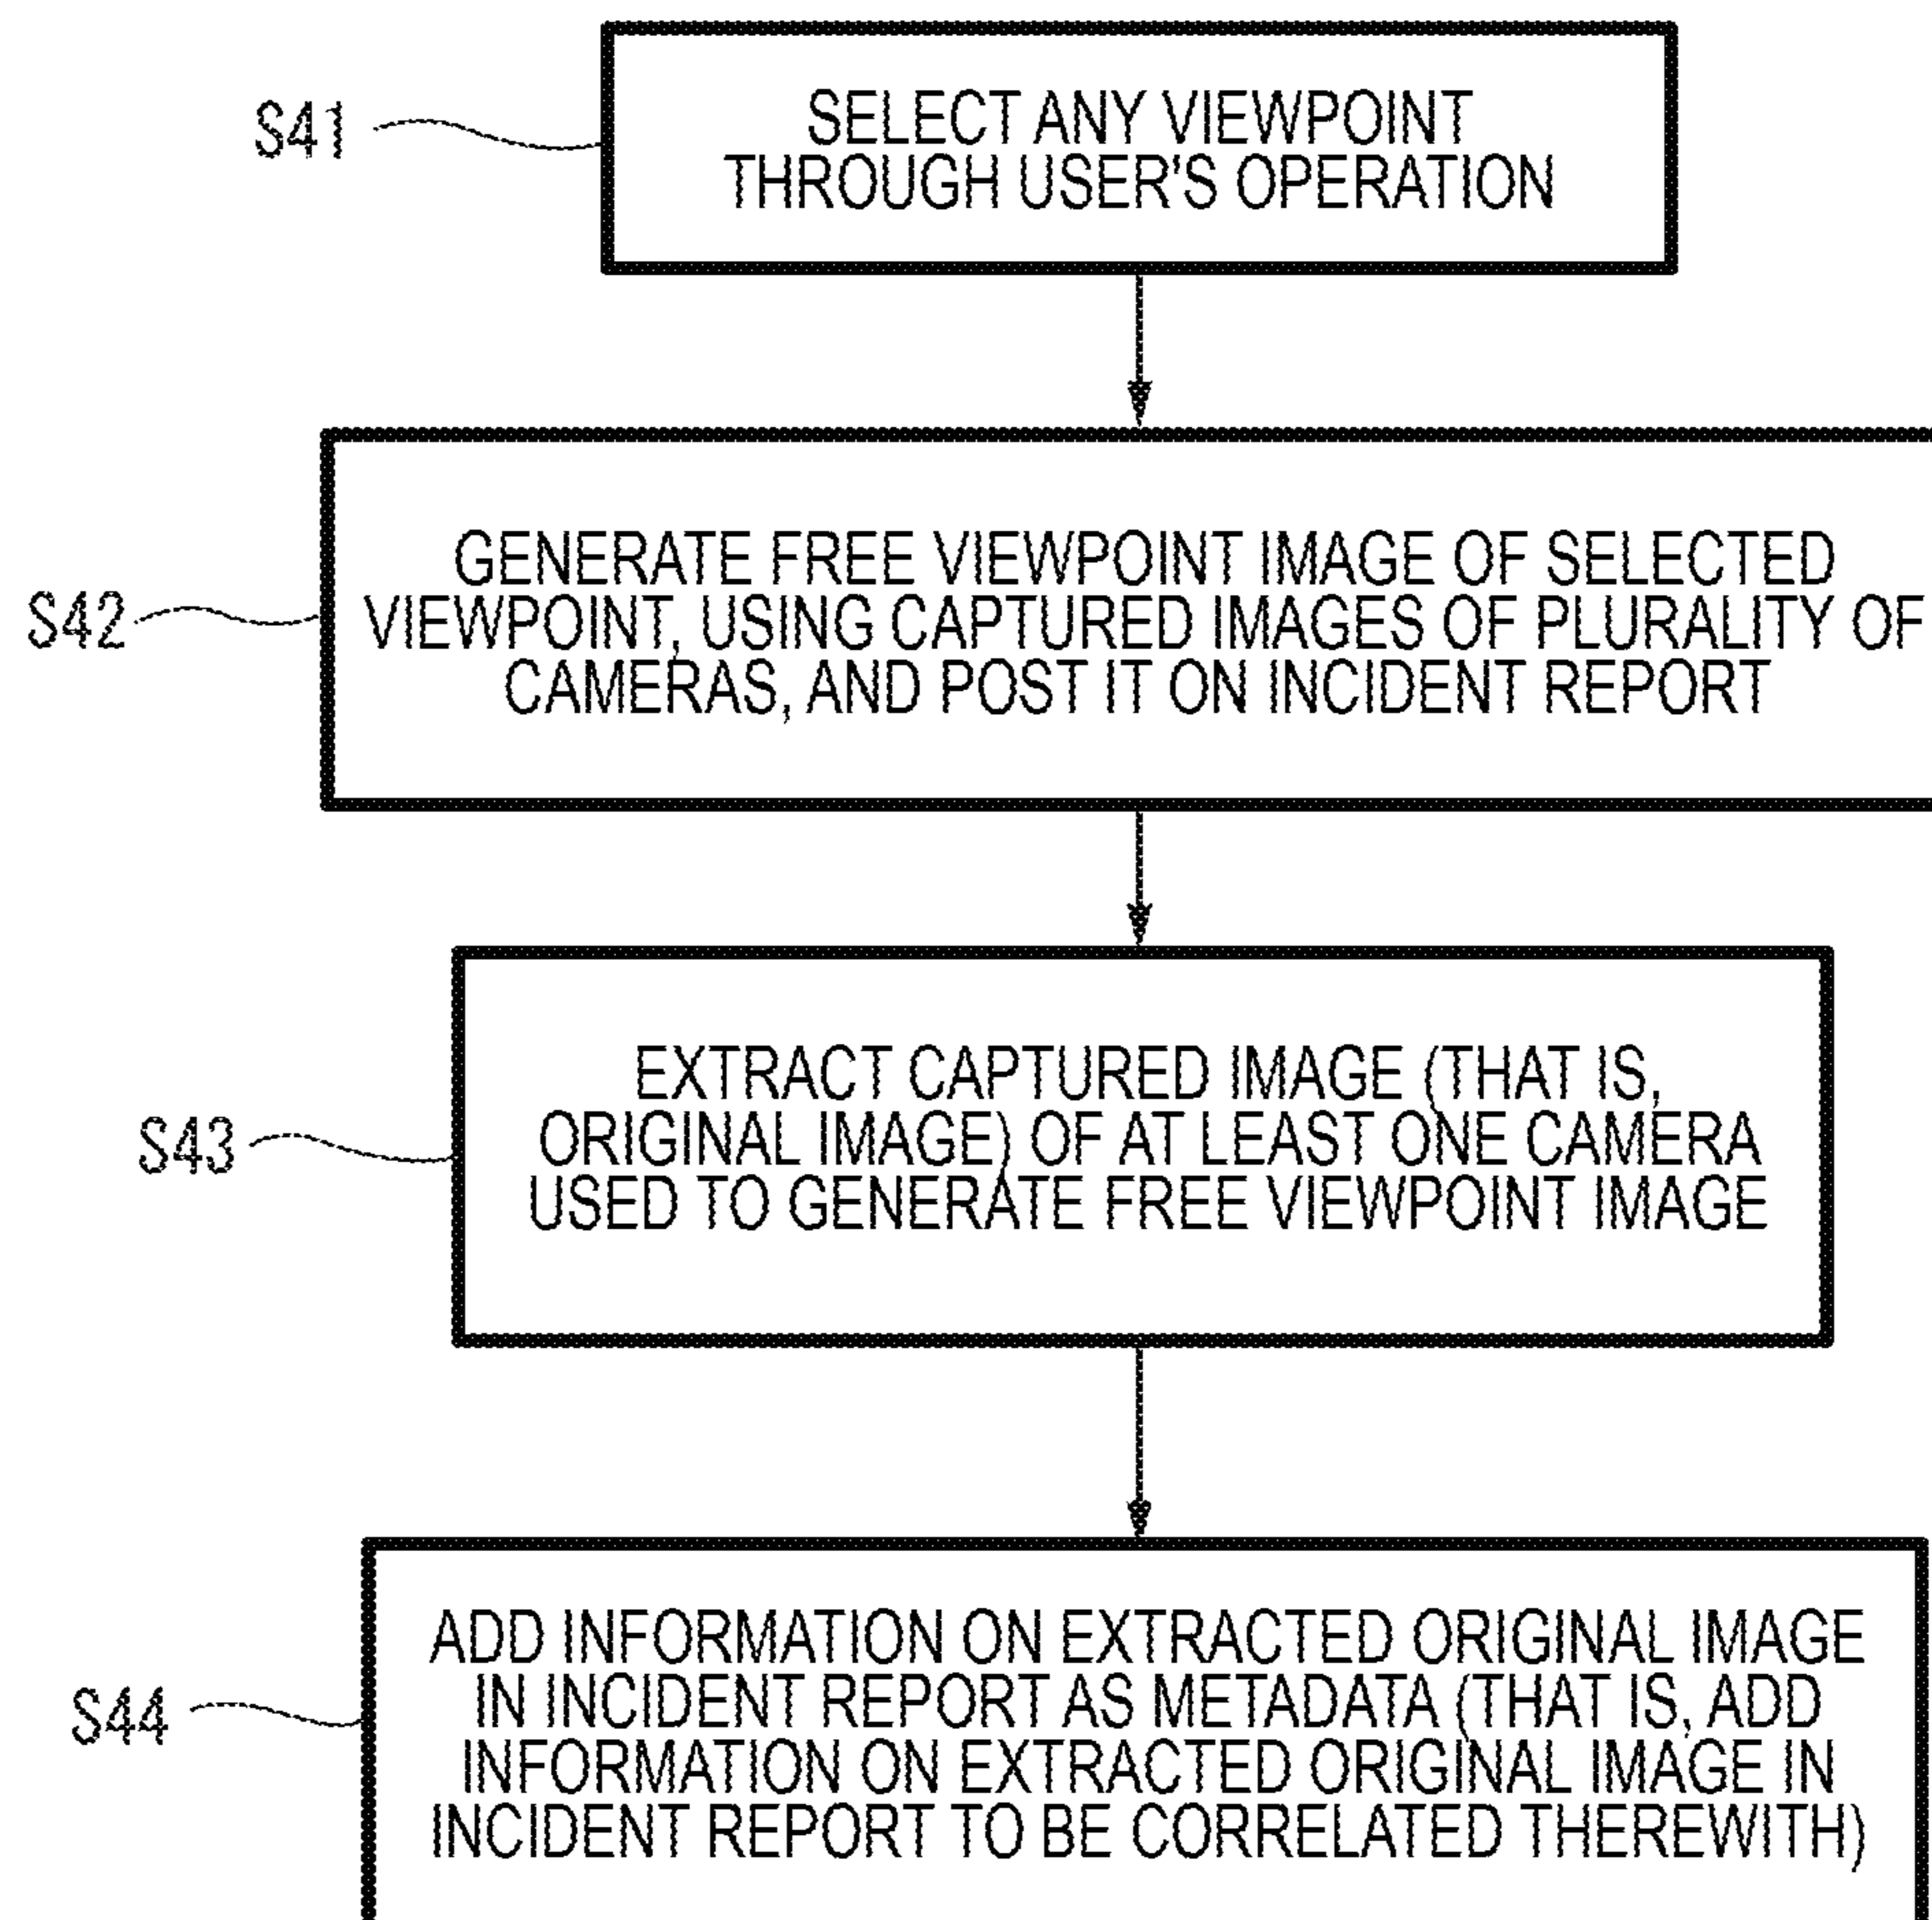 S41
SELECT ANY VIEWPOINT
THROUGH USER'S OPERATION
S42
GENERATE FREE VIEWPOINT IMAGE OF SELECTED
VIEWPOINT, USING CAPTURED IMAGES OF PLURALITY OF
CAMERAS, AND POST IT ON INCIDENT REPORT
S43
EXTRACT CAPTURED IMAGE (THAT IS,
ORIGINAL IMAGE) OF AT LEAST ONE CAMERA
USED TO GENERATE FREE VIEWPOINT IMAGE
S44
ADD INFORMATION ON EXTRACTED ORIGINAL IMAGE
IN INCIDENT REPORT AS METADATA (THAT IS, ADD
INFORMATION ON EXTRACTED ORIGINAL IMAGE IN
INCIDENT REPORT TO BE CORRELATED THEREWITH)